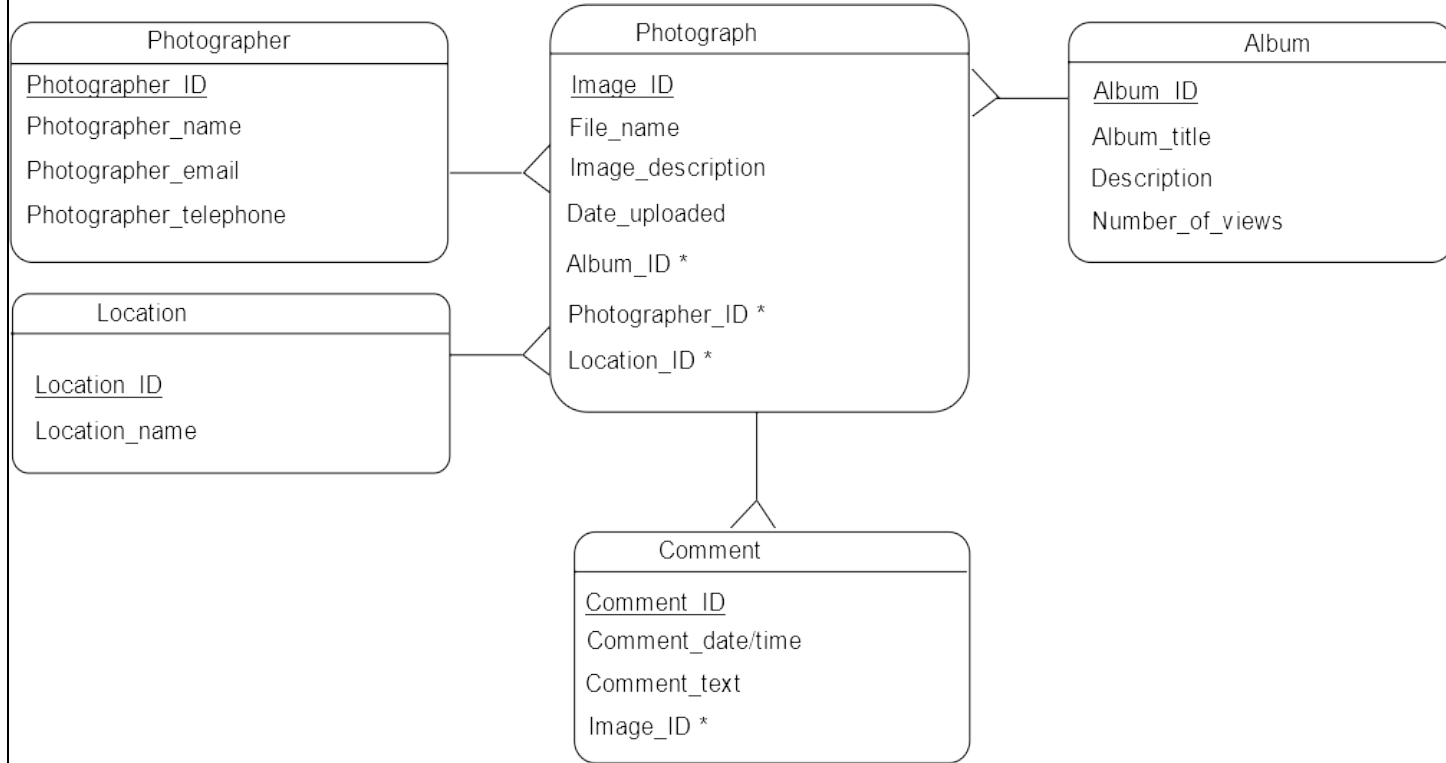 Photographer
Photographer_ID
Photographer_name
Photographer_email
Photographer_telephone
Location
Location_ID
Location_name
Photograph
Image_ID
File_name
Image_description
Date_uploaded
Album_ID *
Photographer_ID *
Location_ID *
Album
Album_ID
Album_title
Description
Number_of_views
Comment
Comment_ID
Comment_date/time
Comment_text
Image_ID *